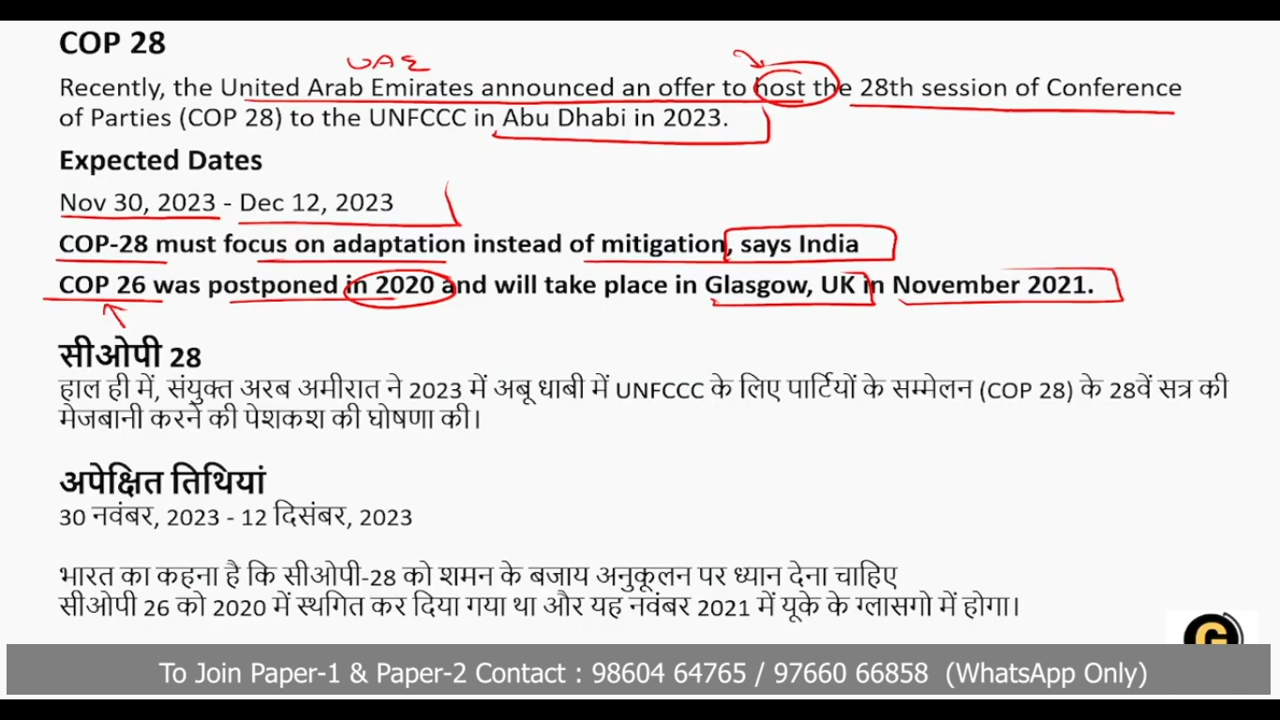 COP 28
UAE
Recently, the United Arab Emirates announced an offer to host the 28th session of Conference
of Parties (COP 28) to the UNFCCC in Abu Dhabi in 2023.
Expected Dates
Nov 30, 2023 - Dec 12, 2023
COP-28 must focus on adaptation instead of mitigation, says India
COP 26 was postponed in 2020 and will take place in Glasgow, UK in November 2021.
सीओपी 28
हाल ही में, संयुक्त अरब अमीरात ने 2023 में अबू धाबी में UNFCCC के लिए पार्टियों के सम्मेलन (COP 28) के 28वें सत्र की
मेजबानी करने की पेशकश की घोषणा की।
अपेक्षित तिथियां
30 नवंबर, 2023 - 12 दिसंबर, 2023
भारत का कहना है कि सीओपी-28 को शमन के बजाय अनुकूलन पर ध्यान देना चाहिए
सीओपी 26 को 2020 में स्थगित कर दिया गया था और यह नवंबर 2021 में यूके के ग्लासगो में होगा।
G
To Join Paper-1 & Paper-2 Contact : 98604 64765 / 97660 66858 (WhatsApp Only)